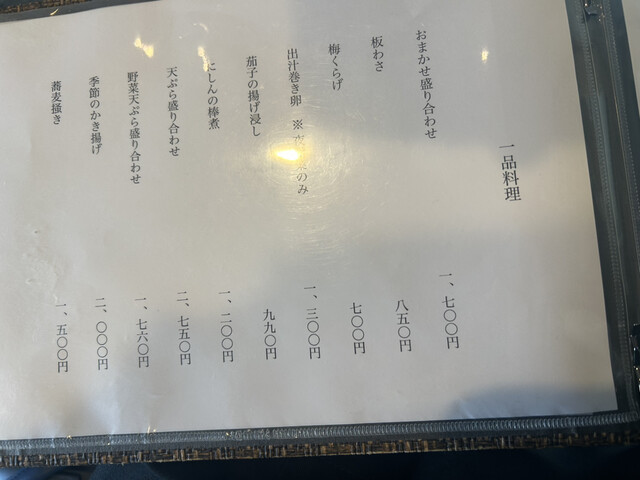 一品料理
おまかせ盛り合わせ 一、七〇〇円
板わさ 八五〇円
梅くらげ 七〇〇円
出汁巻き卵 ※ のみ 一、三〇〇円
茄子の揚げ浸し 九九〇円
にしんの棒煮 一、二〇〇円
天ぷら盛り合わせ 二、七五〇円
野菜天ぷら盛り合わせ 一、七六〇円
季節のかき揚げ 二、〇〇〇円
蕎麦掻き 一、五〇〇円